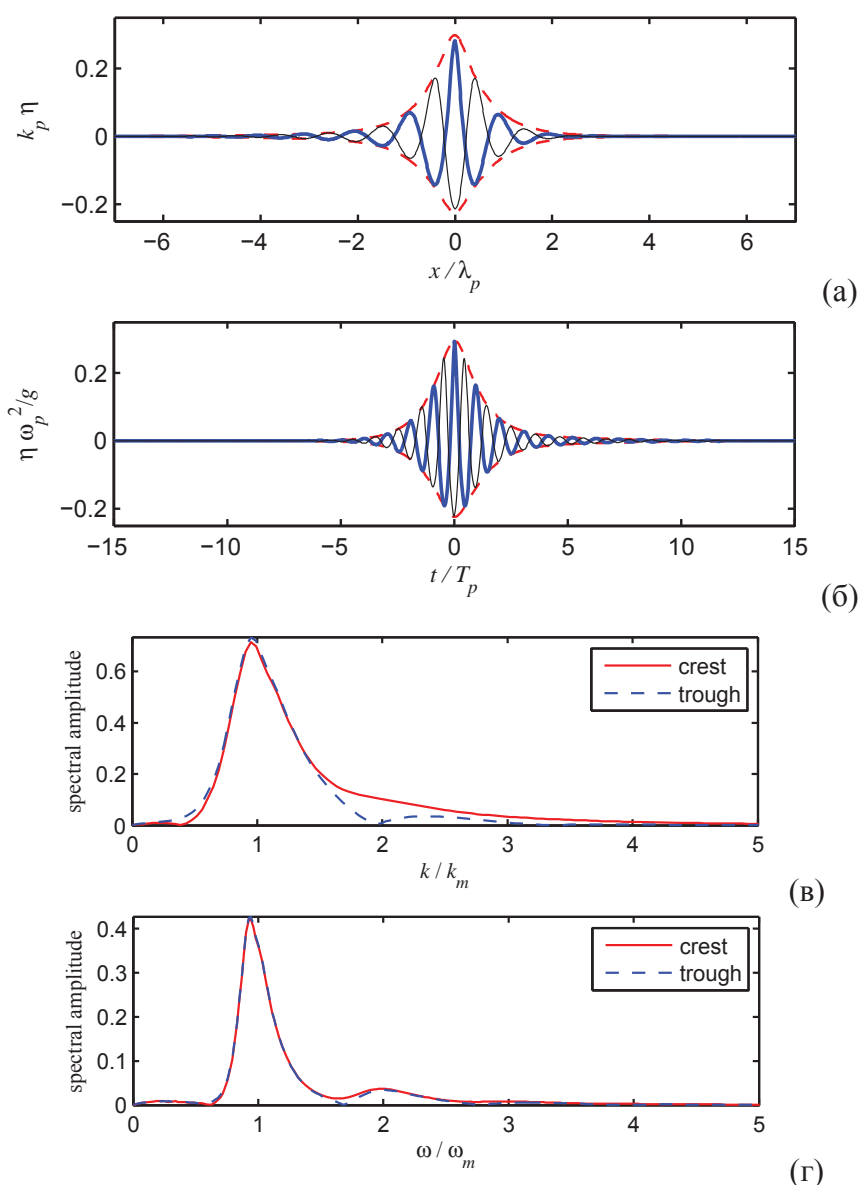 0.2
0
−0.2
k_p η
−6 −4 −2 0 2 4 6
x / λ_p
(а)
0.2
0
−0.2
η ω_p^2/g
−15 −10 −5 0 5 10 15
t / T_p
(б)
0.6
0.4
0.2
0
spectral amplitude
crest
trough
0 1 2 3 4 5
k / k_m
(в)
0.4
0.3
0.2
0.1
0
spectral amplitude
crest
trough
0 1 2 3 4 5
ω / ω_m
(г)